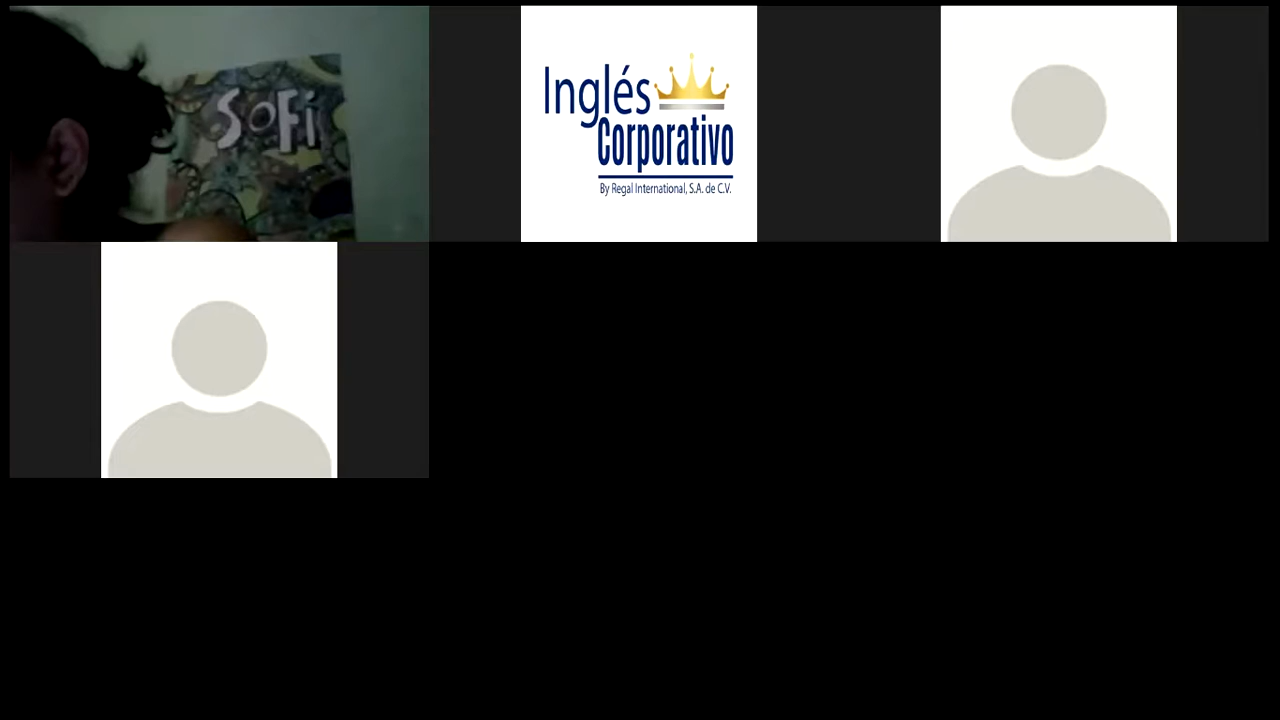 SoFi
Inglés
Corporativo
By Regal International, S.A. de C.V.